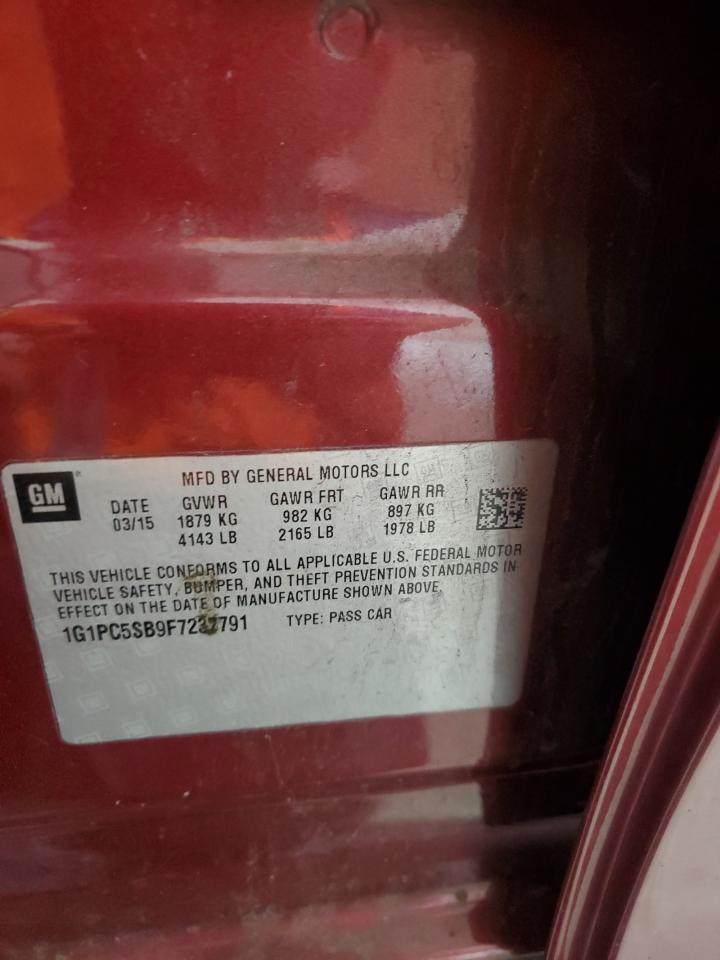 GM
MFD BY GENERAL MOTORS LLC
DATE GVWR GAWR FRT GAWR RR
03/15 1879 KG 982 KG 897 KG
4143 LB 2165 LB 1978 LB
THIS VEHICLE CONFORMS TO ALL APPLICABLE U.S. FEDERAL MOTOR
VEHICLE SAFETY, BUMPER, AND THEFT PREVENTION STANDARDS IN
EFFECT ON THE DATE OF MANUFACTURE SHOWN ABOVE.
1G1PC5SB9F7237791 TYPE: PASS CAR